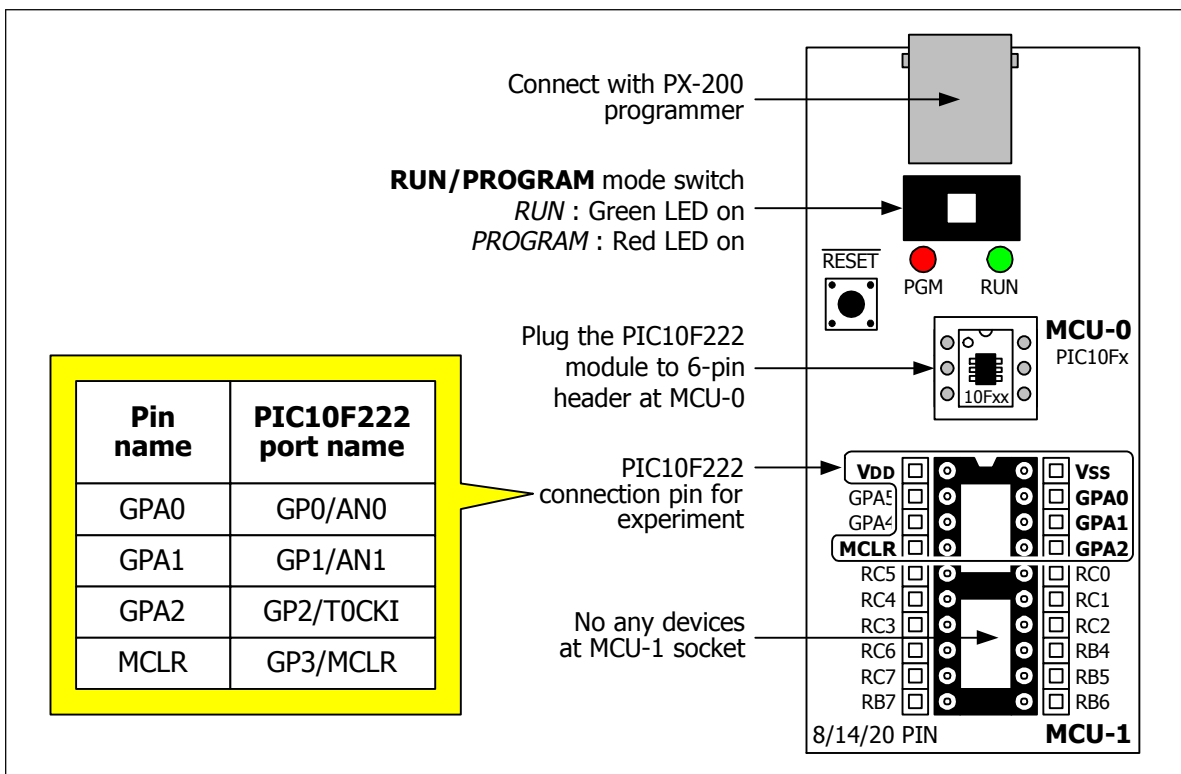 Connect with PX-200
programmer
RUN/PROGRAM mode switch
RUN : Green LED on
PROGRAM : Red LED on
RESET
PGM
RUN
Plug the PIC10F222
module to 6-pin
header at MCU-0
MCU-0
PIC10Fx
10Fxx
Pin
name
PIC10F222
port name
GPA0
GP0/AN0
GPA1
GP1/AN1
GPA2
GP2/T0CKI
MCLR
GP3/MCLR
PIC10F222
connection pin for
experiment
VDD
VSS
GPA5
GPA0
GPA4
GPA1
MCLR
GPA2
RC5
RC0
RC4
RC1
RC3
RC2
RC6
RB4
RC7
RB5
RB7
RB6
No any devices
at MCU-1 socket
8/14/20 PIN
MCU-1